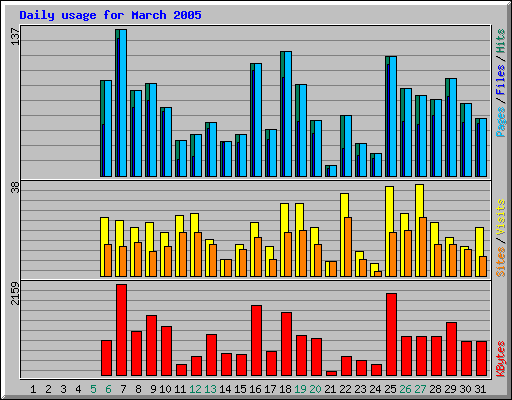 Daily usage for March 2005
137
Pages / Files / Hits
38
Sites / Visits
2159
KBytes
1 2 3 4 5 6 7 8 9 10 11 12 13 14 15 16 17 18 19 20 21 22 23 24 25 26 27 28 29 30 31